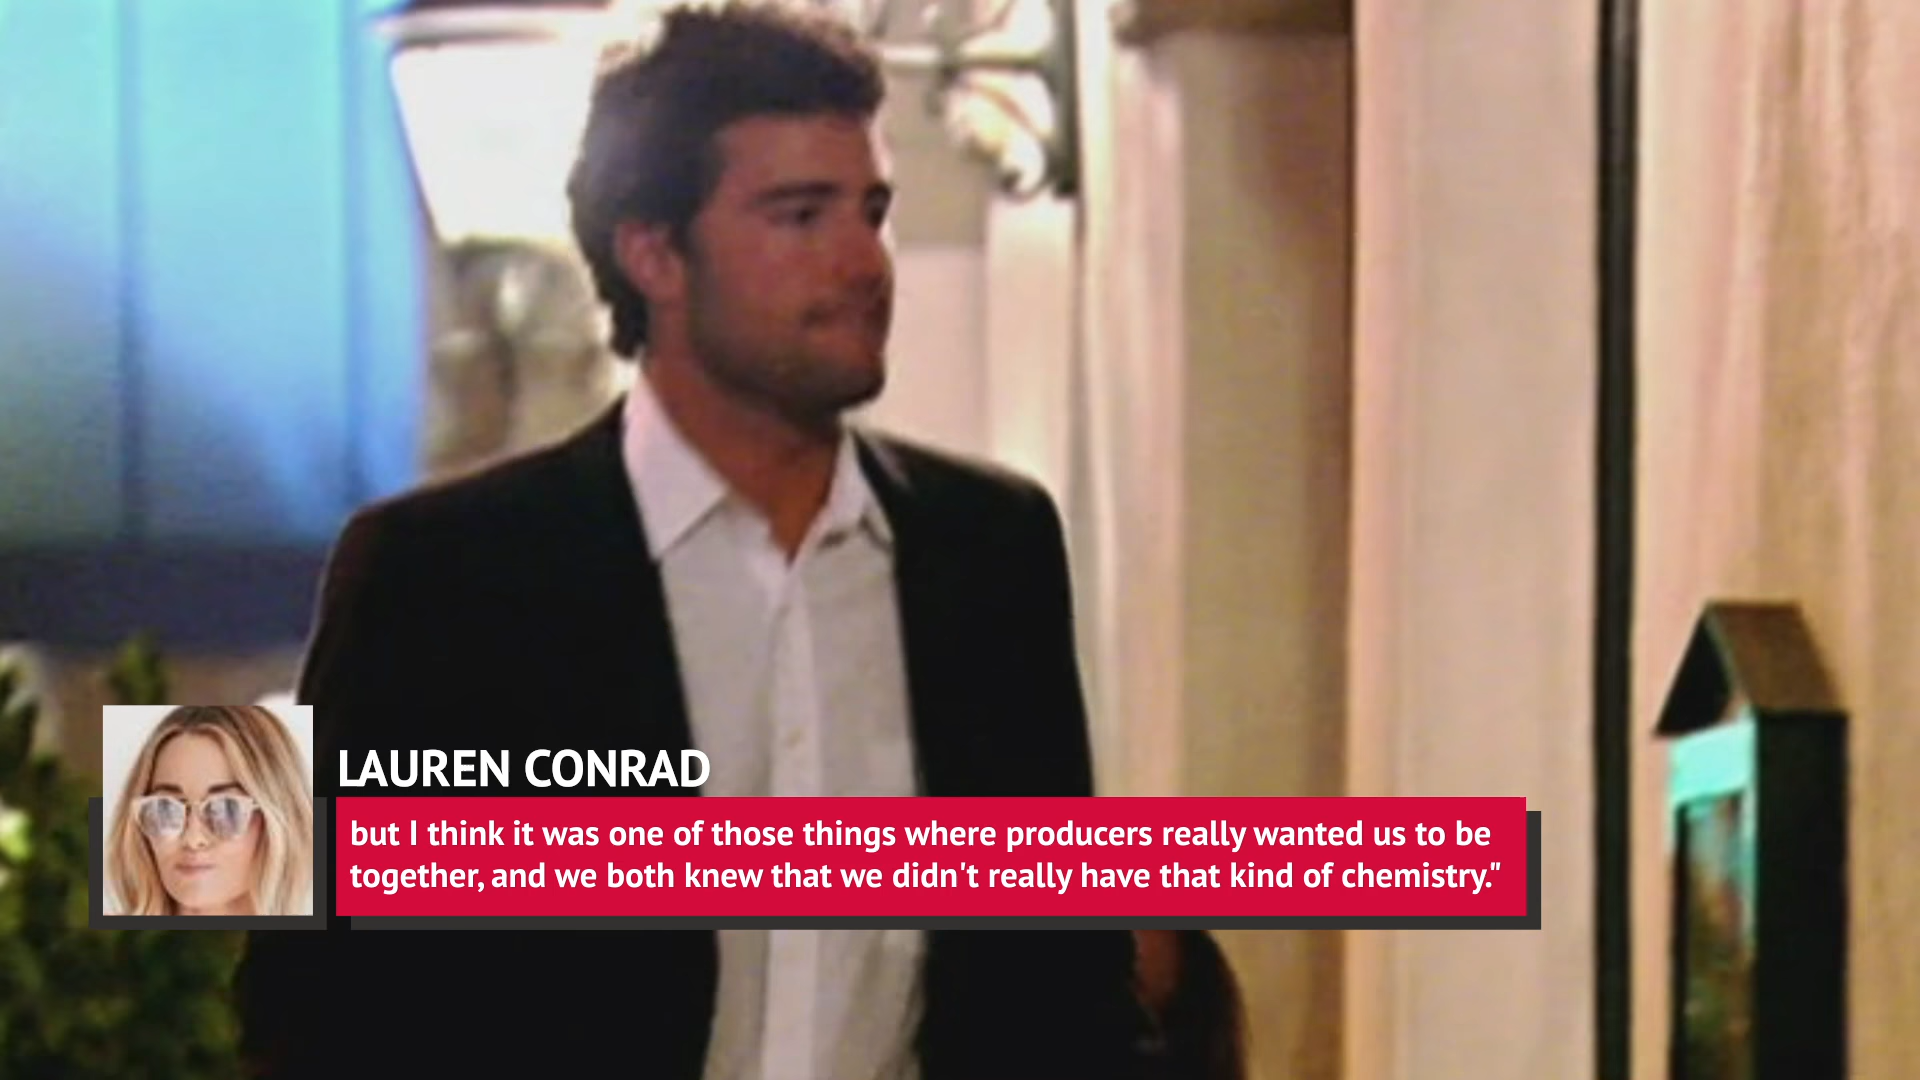 LAUREN CONRAD
but I think it was one of those things where producers really wanted us to be
together, and we both knew that we didn't really have that kind of chemistry."